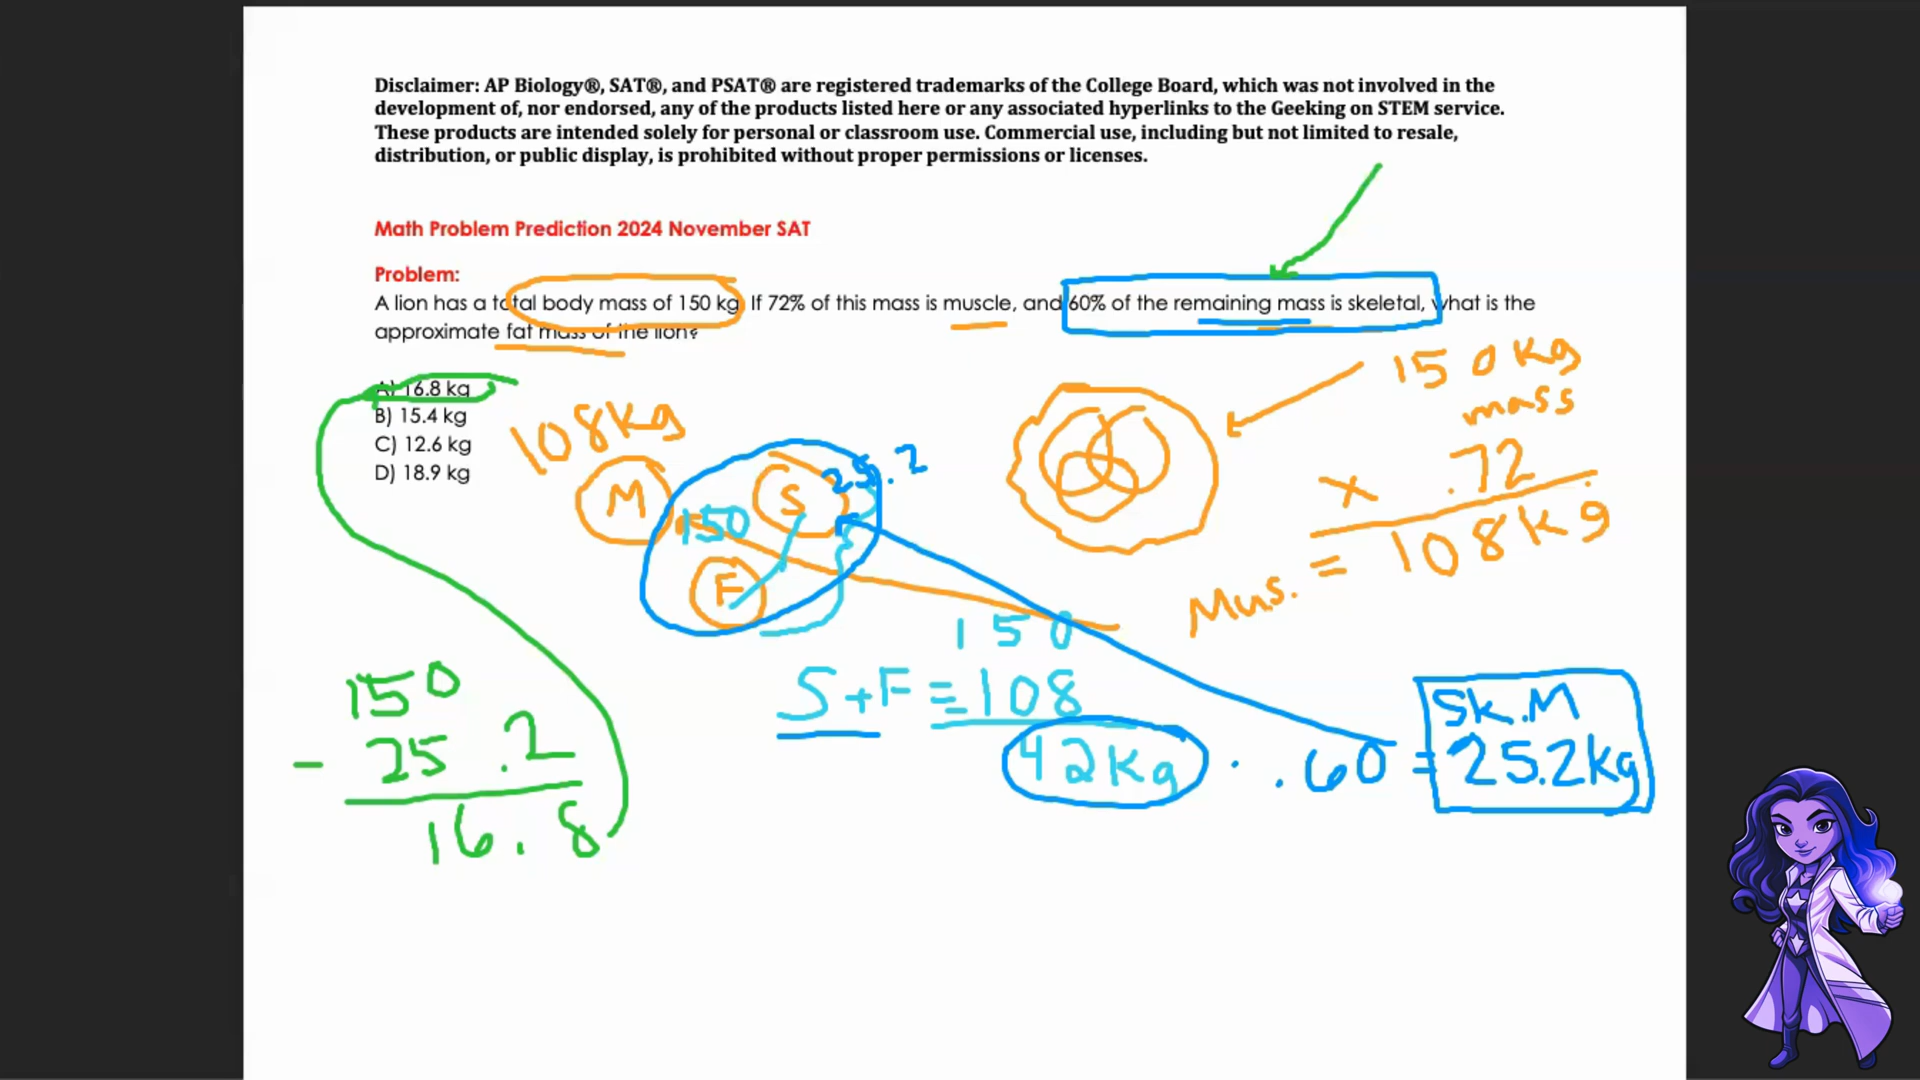 Disclaimer: AP Biology®, SAT®, and PSAT® are registered trademarks of the College Board, which was not involved in the
development of, nor endorsed, any of the products listed here or any associated hyperlinks to the Geeking on STEM service.
These products are intended solely for personal or classroom use. Commercial use, including but not limited to resale,
distribution, or public display, is prohibited without proper permissions or licenses.
Math Problem Prediction 2024 November SAT
Problem:
A lion has a total body mass of 150 kg. If 72% of this mass is muscle, and 60% of the remaining mass is skeletal, what is the
approximate fat mass of the lion?
A) 16.8 kg
B) 15.4 kg
C) 12.6 kg
D) 18.9 kg
108kg
M
S
25.2
150
F
150kg
mass
x .72
Mus. = 108kg
150
S+F = 108
42kg · .60 = 25.2kg
Sk.M
150
- 25.2
16.8